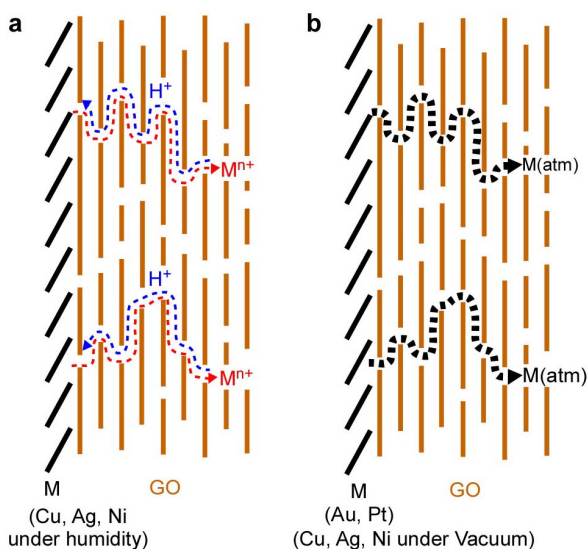 a
H⁺
Mⁿ⁺
H⁺
Mⁿ⁺
M
GO
(Cu, Ag, Ni
under humidity)
b
M(atm)
M(atm)
M
GO
(Au, Pt)
(Cu, Ag, Ni under Vacuum)